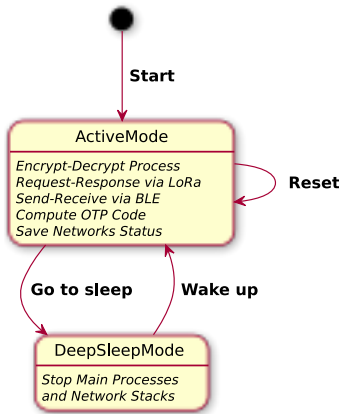 Start
ActiveMode
Encrypt-Decrypt Process
Request-Response via LoRa
Send-Receive via BLE
Compute OTP Code
Save Networks Status
Reset
Go to sleep
Wake up
DeepSleepMode
Stop Main Processes
and Network Stacks